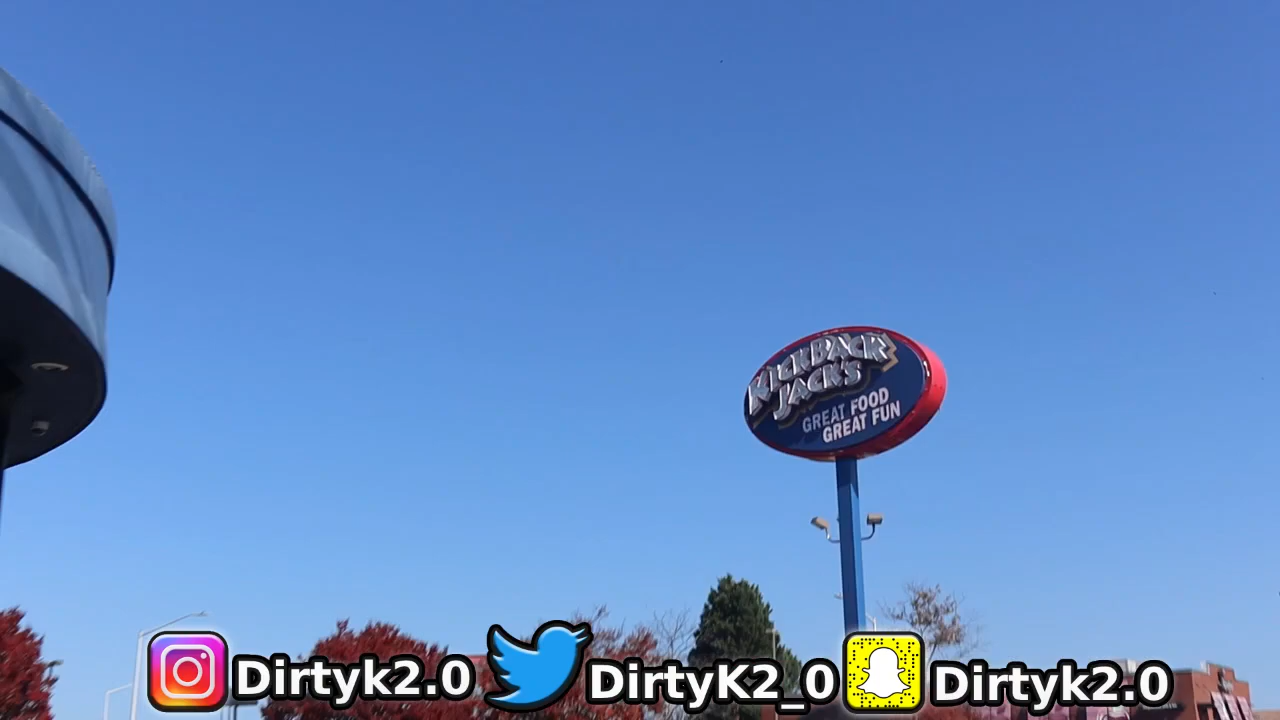 KICKBACK
JACK'S
GREAT FOOD
GREAT FUN
Dirtyk2.0
DirtyK2_0
Dirtyk2.0